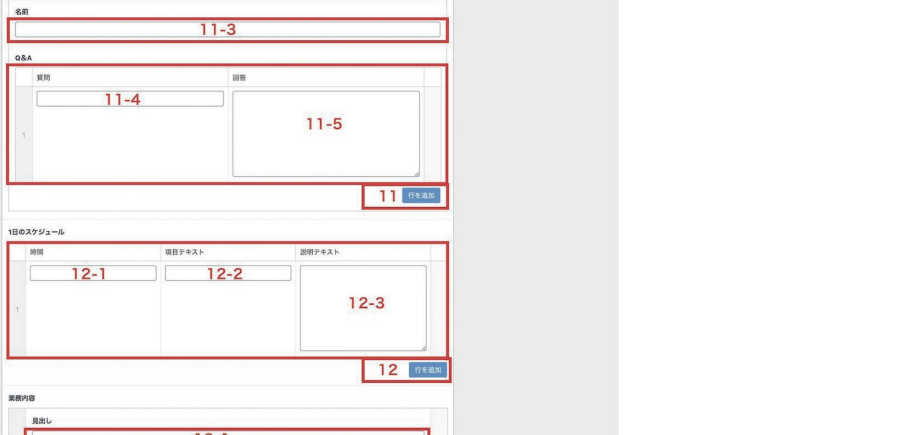 名前
11-3
Q&A
質問 回答
11-4
11-5
1
11 行を追加
1日のスケジュール
時間 項目テキスト 説明テキスト
12-1 12-2
12-3
1
12 行を追加
業務内容
見出し